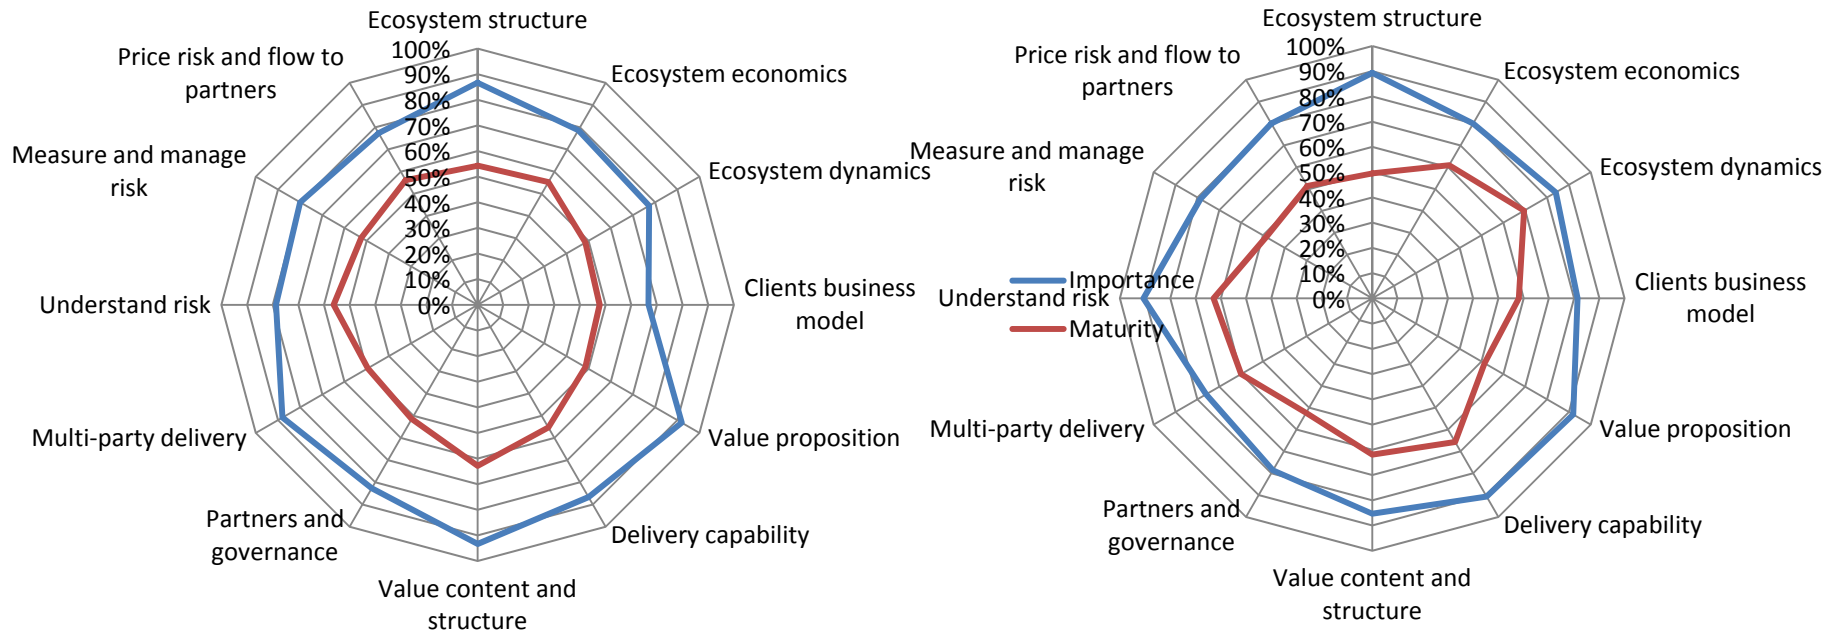 Ecosystem structure
100%
90%
80%
70%
60%
50%
40%
30%
20%
10%
0%
Ecosystem economics
Ecosystem dynamics
Clients business
model
Value proposition
Delivery capability
Value content and
structure
Partners and
governance
Multi-party delivery
Understand risk
Measure and manage
risk
Price risk and flow to
partners
Ecosystem structure
100%
90%
80%
70%
60%
50%
40%
30%
20%
10%
0%
Ecosystem economics
Ecosystem dynamics
Clients business
model
Value proposition
Delivery capability
Value content and
structure
Partners and
governance
Multi-party delivery
Understand risk
Measure and manage
risk
Price risk and flow to
partners
Importance
Maturity